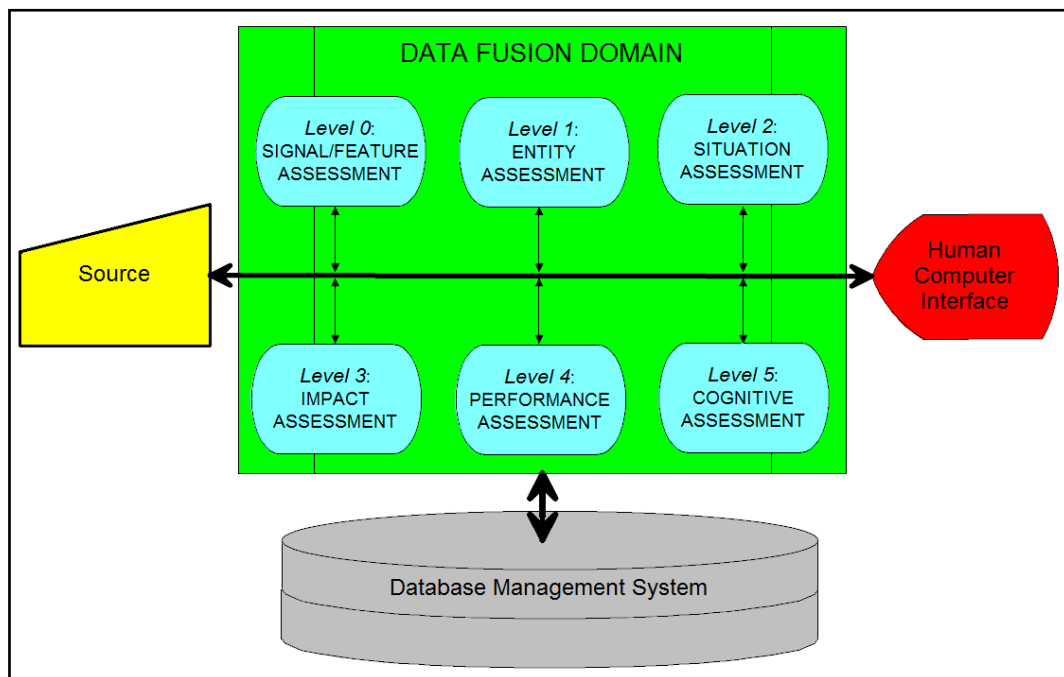 DATA FUSION DOMAIN
Level 0:
SIGNAL/FEATURE
ASSESSMENT
Level 1:
ENTITY
ASSESSMENT
Level 2:
SITUATION
ASSESSMENT
Source
Human
Computer
Interface
Level 3:
IMPACT
ASSESSMENT
Level 4:
PERFORMANCE
ASSESSMENT
Level 5:
COGNITIVE
ASSESSMENT
Database Management System